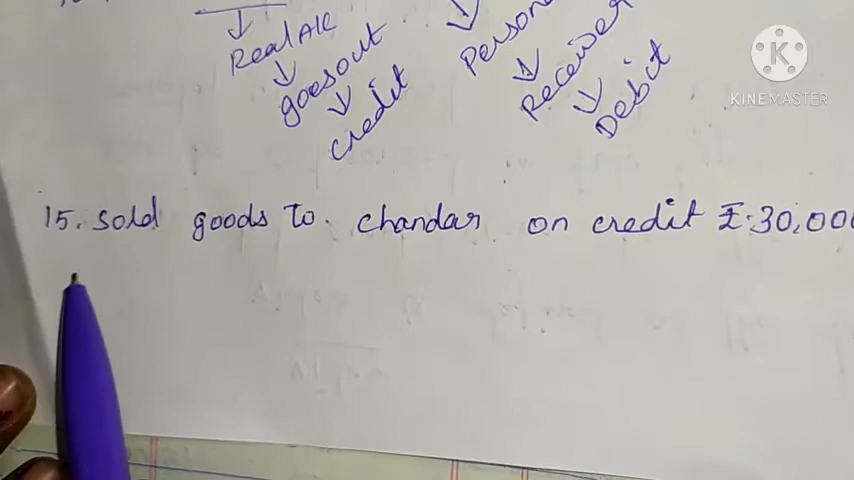 Real A/c
goes out
credit
Person
Receiver
Debit
KINEMASTER
15. Sold goods to. chandar on credit ₹.30,00